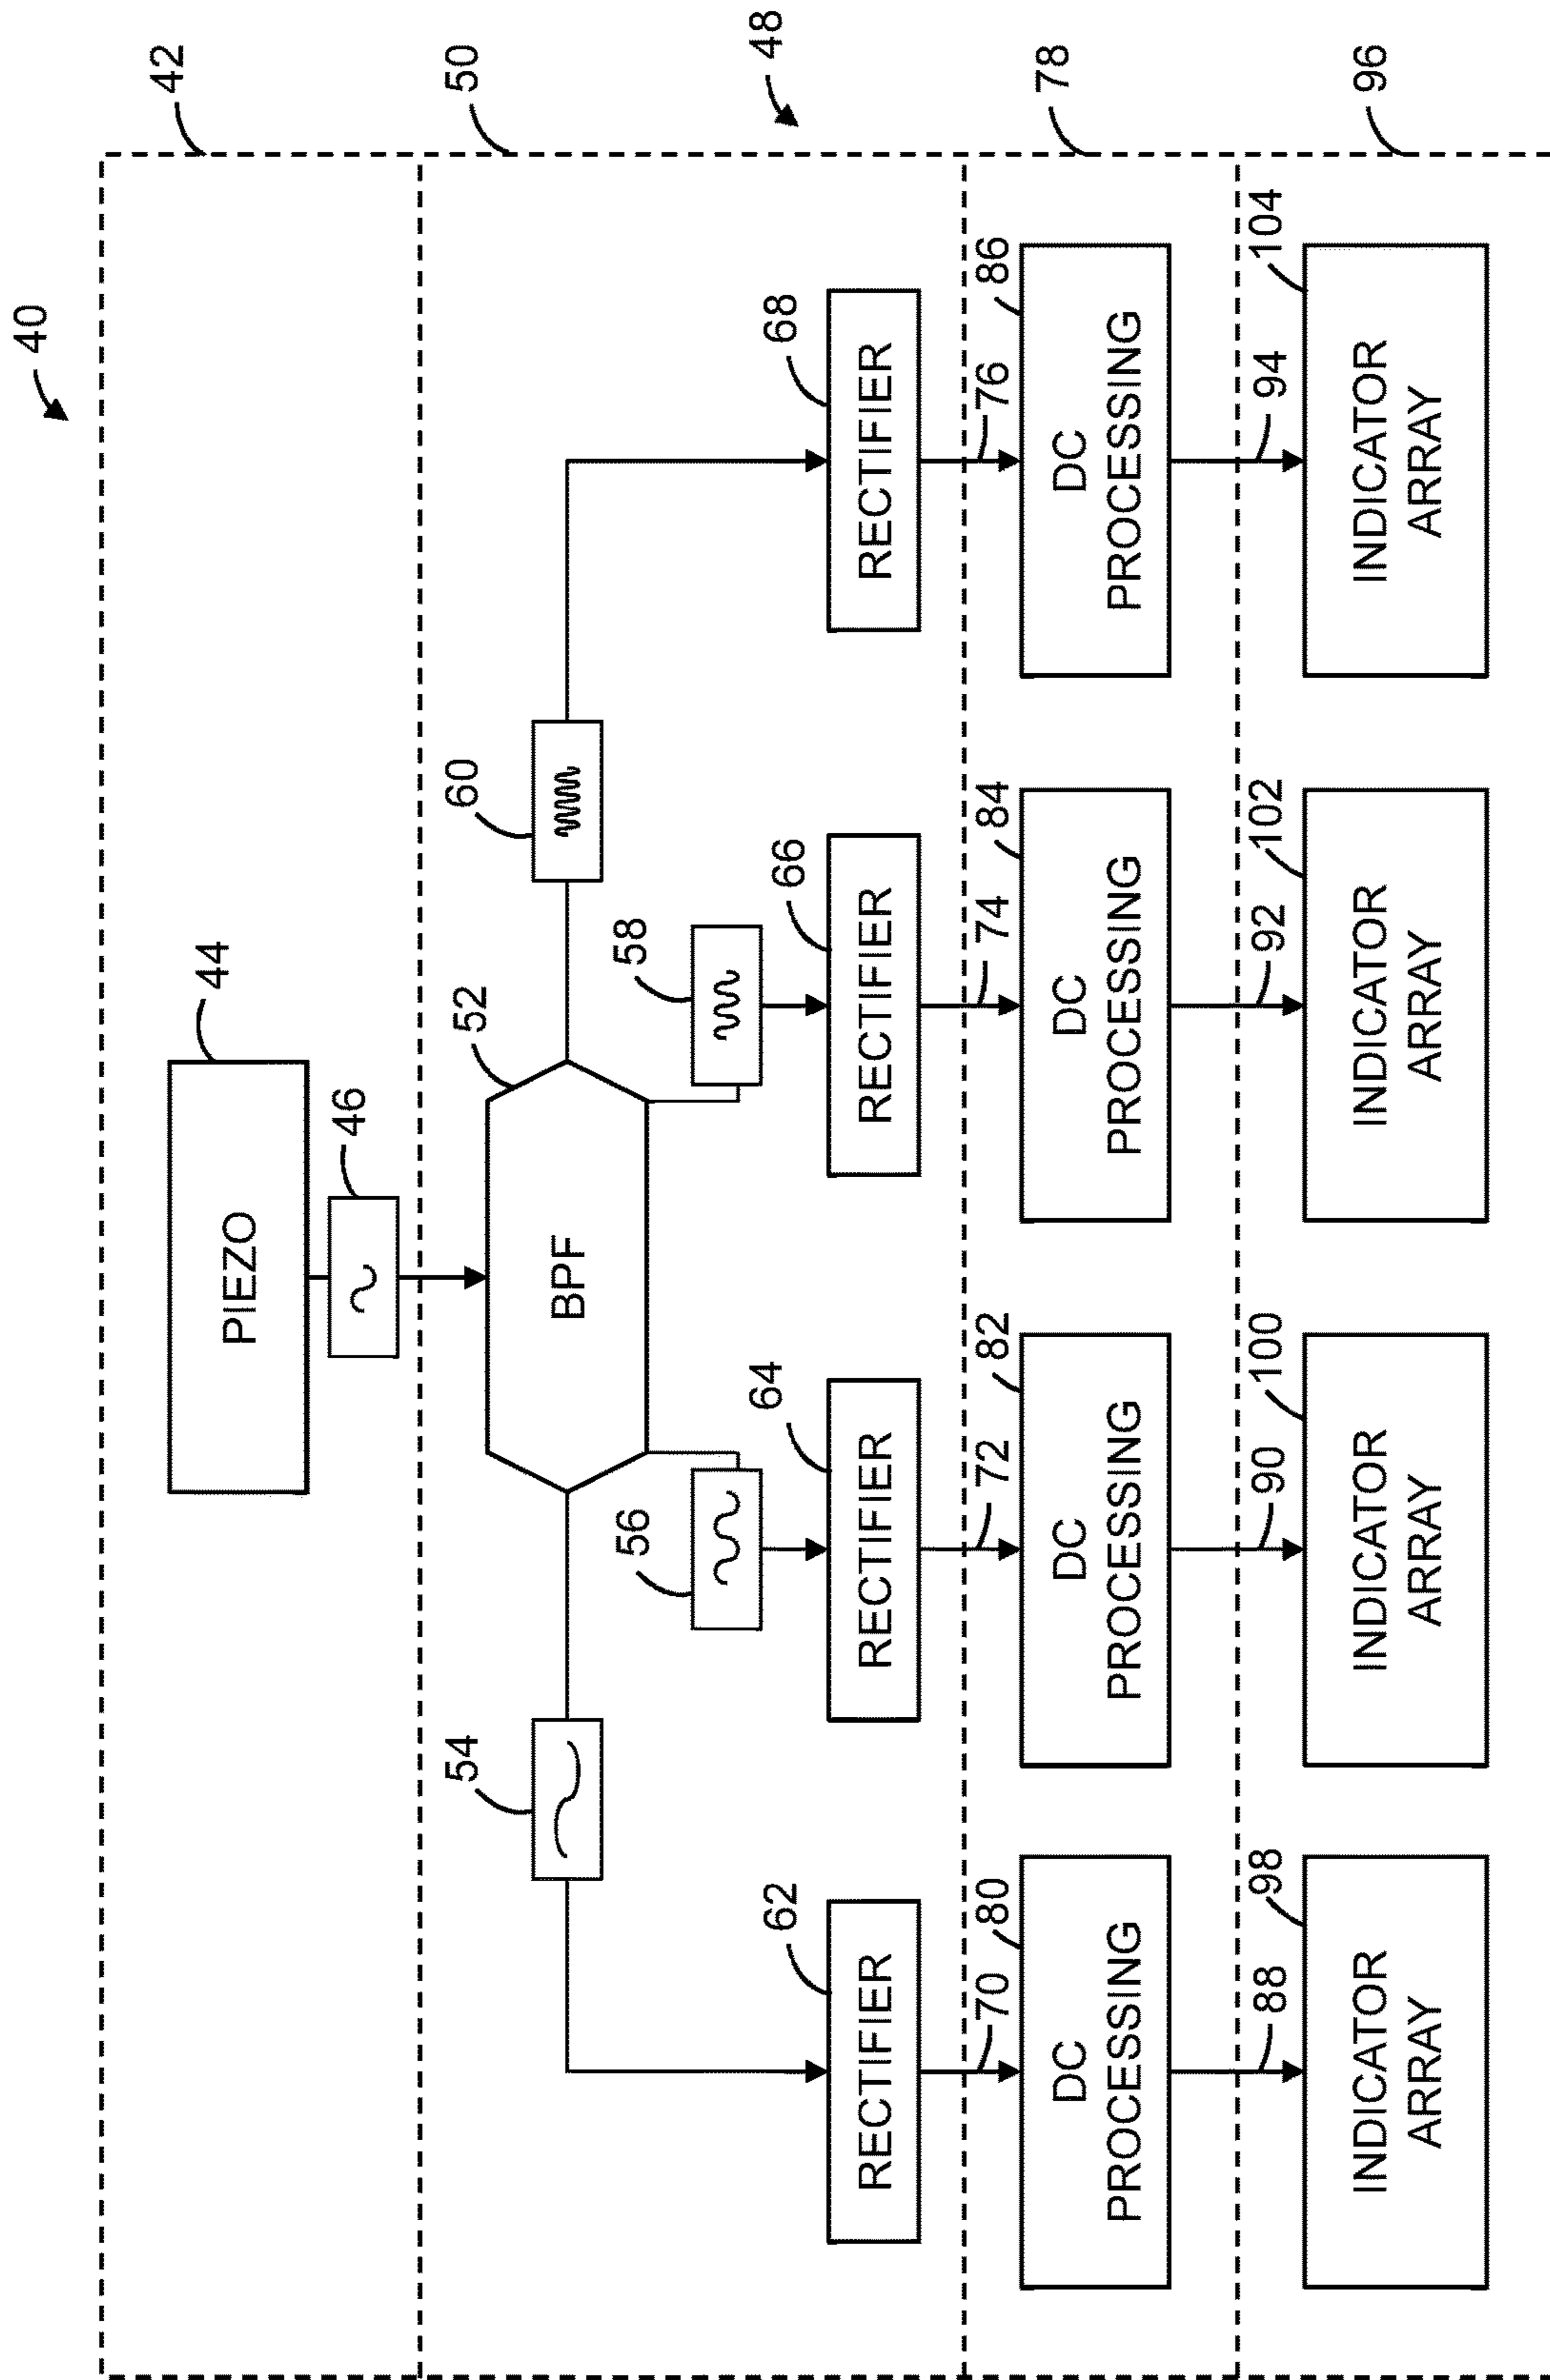 40
42
44
PIEZO
46
50
52
BPF
54
56
58
60
48
62
64
66
68
RECTIFIER
RECTIFIER
RECTIFIER
RECTIFIER
78
70
80
72
82
74
84
76
86
DC
PROCESSING
DC
PROCESSING
DC
PROCESSING
DC
PROCESSING
96
88
98
90
100
92
102
94
104
INDICATOR
ARRAY
INDICATOR
ARRAY
INDICATOR
ARRAY
INDICATOR
ARRAY